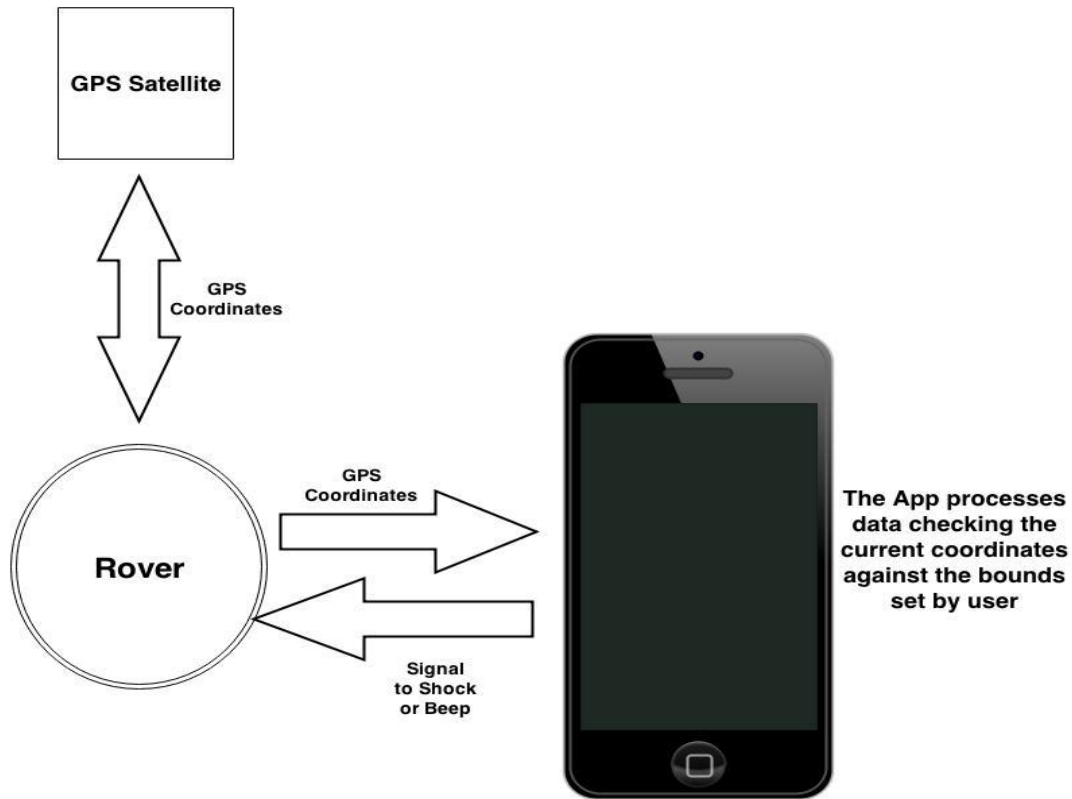 GPS Satellite
GPS
Coordinates
Rover
GPS
Coordinates
Signal
to Shock
or Beep
The App processes
data checking the
current coordinates
against the bounds
set by user